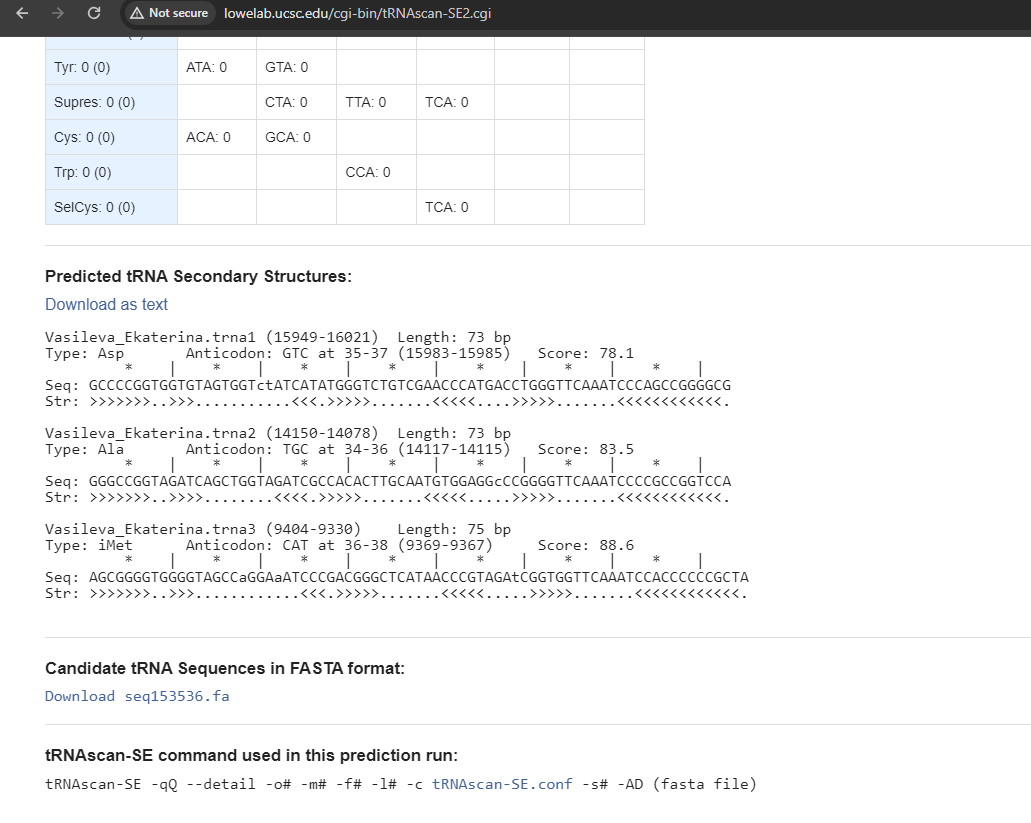 Not secure lowelab.ucsc.edu/cgi-bin/tRNAscan-SE2.cgi
Tyr: 0 (0) ATA: 0 GTA: 0
Supres: 0 (0) CTA: 0 TTA: 0 TCA: 0
Cys: 0 (0) ACA: 0 GCA: 0
Trp: 0 (0) CCA: 0
SelCys: 0 (0) TCA: 0
Predicted tRNA Secondary Structures:
Download as text
Vasileva_Ekaterina.trna1 (15949-16021)  Length: 73 bp
Type: Asp       Anticodon: GTC at 35-37 (15983-15985)   Score: 78.1
         *    |    *    |    *    |    *    |    *    |    *    |    *    |
Seq: GCCCCGGTGGTGTAGTGGTctATCATATGGGTCTGTCGAACCCATGACCTGGGTTCAAATCCCAGCCGGGGCG
Str: >>>>>>>..>>>...........<<<.>>>>>.......<<<<<....>>>>>.......<<<<<<<<<<<<.
Vasileva_Ekaterina.trna2 (14150-14078)  Length: 73 bp
Type: Ala       Anticodon: TGC at 34-36 (14117-14115)   Score: 83.5
         *    |    *    |    *    |    *    |    *    |    *    |    *    |
Seq: GGGCCGGTAGATCAGCTGGTAGATCGCCACACTTGCAATGTGGAGGcCCGGGGTTCAAATCCCCGCCGGTCCA
Str: >>>>>>>..>>>>........<<<<.>>>>>.......<<<<<.....>>>>>.......<<<<<<<<<<<<.
Vasileva_Ekaterina.trna3 (9404-9330)    Length: 75 bp
Type: iMet      Anticodon: CAT at 36-38 (9369-9367)     Score: 88.6
         *    |    *    |    *    |    *    |    *    |    *    |    *    |
Seq: AGCGGGGTGGGGTAGCCaGGAaATCCCGACGGGCTCATAACCCGTAGAtCGGTGGTTCAAATCCACCCCCCGCTA
Str: >>>>>>>..>>>............<<<.>>>>>.......<<<<<.....>>>>>.......<<<<<<<<<<<<.
Candidate tRNA Sequences in FASTA format:
Download seq153536.fa
tRNAscan-SE command used in this prediction run:
tRNAscan-SE -qQ --detail -o# -m# -f# -l# -c tRNAscan-SE.conf -s# -AD (fasta file)